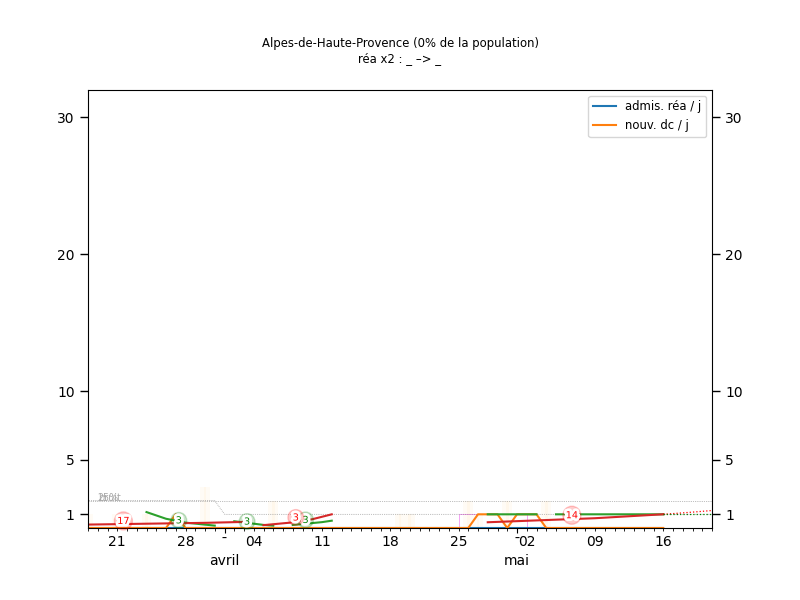 Alpes-de-Haute-Provence (0% de la population)
réa x2 : _ –> _
admis. réa / j
nouv. dc / j
30 30
20 20
10 10
5 5
1 1
17 3 3 3 3 14
21 28 - 04 11 18 25 - 02 09 16
avril mai